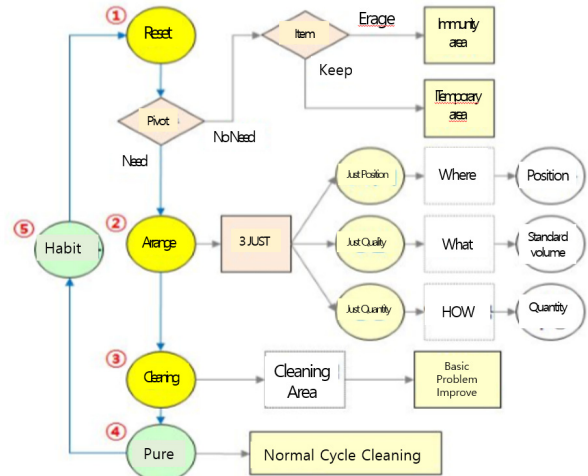 ①
Reset
Item
Erage
Immunity
area
Keep
Temporary
area
Pivot
No Need
Need
②
Arrange
3 JUST
Just Position
Where
Position
Just Quality
What
Standard
volume
Just Quantity
HOW
Quantity
⑤
Habit
③
Cleaning
Cleaning
Area
Basic
Problem
Improve
④
Pure
Normal Cycle Cleaning